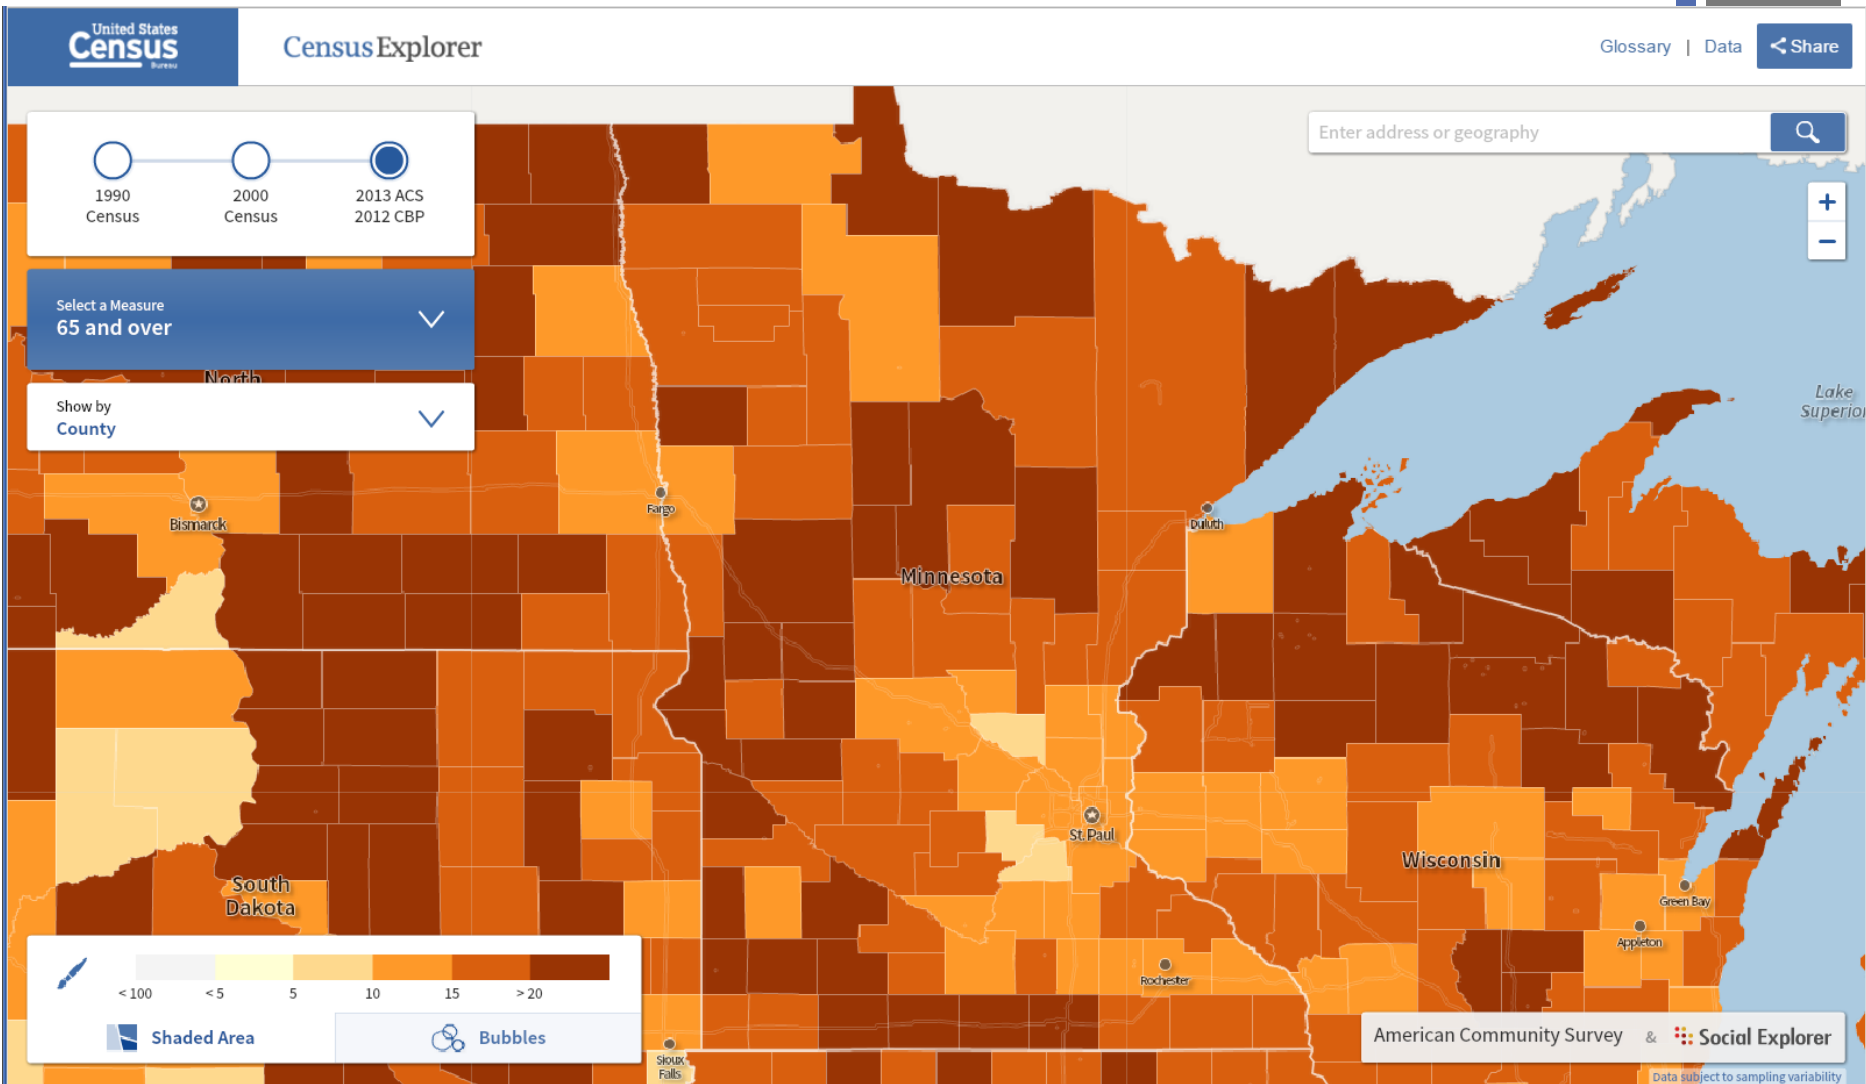 United States
Census
Bureau
Census Explorer
Glossary | Data Share
Enter address or geography
1990 Census
2000 Census
2013 ACS 2012 CBP
+
−
Select a Measure
65 and over
Show by
County
North
Lake Superior
Bismarck
Fargo
Duluth
Minnesota
St. Paul
Wisconsin
South Dakota
Green Bay
Appleton
Rochester
<100 <5 5 10 15 >20
Shaded Area Bubbles
Sioux Falls
American Community Survey & Social Explorer
Data subject to sampling variability